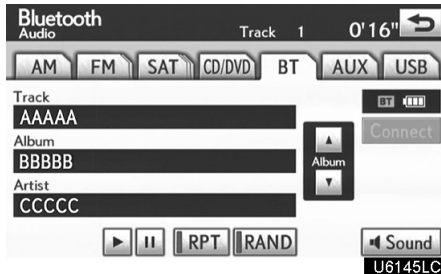 Bluetooth
Audio
Track 1 0'16"
AM FM SAT CD/DVD BT AUX USB
Track
AAAAA
BT
Connect
Album
BBBBB
Album
Artist
CCCCC
RPT RAND Sound
U6145LC